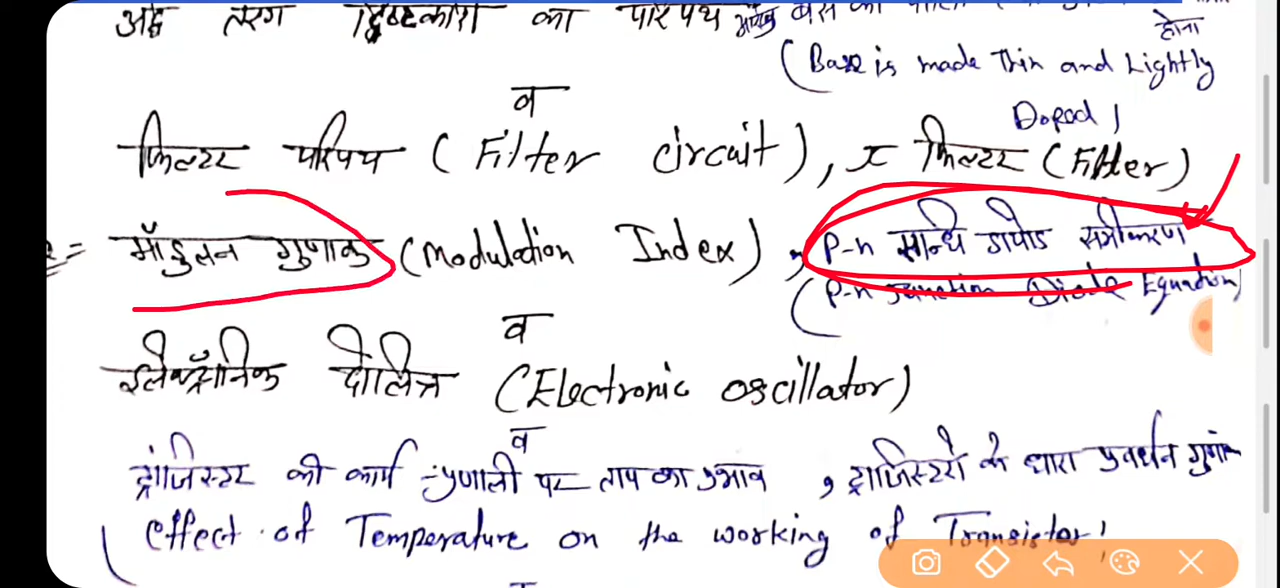 तरंग दिष्टकारी का परिपथ
होना
(Base is made Thin and Lightly
व
Doped)
फिल्टर परिपथ (Filter circuit), π फिल्टर (Filter)
मॉडुलन गुणांक (Modulation Index), P-n सन्धि डायोड समीकरण
(P-n Junction Diode Equation)
व
इलेक्ट्रॉनिक दोलित्र (Electronic oscillator)
व
ट्रांजिस्टर की कार्य-प्रणाली पर ताप का प्रभाव, ट्रांजिस्टरों के धारा प्रवर्धन
(effect of Temperature on the working of Transistor)